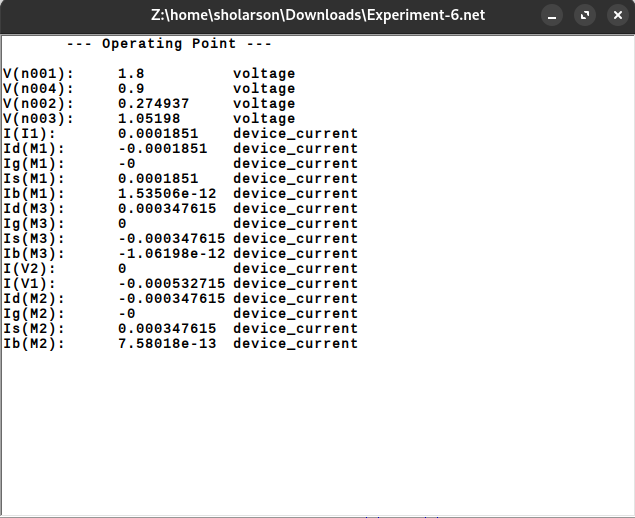 Z:\home\sholarson\Downloads\Experiment-6.net
--- Operating Point ---
V(n001): 1.8 voltage
V(n004): 0.9 voltage
V(n002): 0.274937 voltage
V(n003): 1.05198 voltage
I(I1): 0.0001851 device_current
Id(M1): -0.0001851 device_current
Ig(M1): -0 device_current
Is(M1): 0.0001851 device_current
Ib(M1): 1.53506e-12 device_current
Id(M3): 0.000347615 device_current
Ig(M3): 0 device_current
Is(M3): -0.000347615 device_current
Ib(M3): -1.06198e-12 device_current
I(V2): 0 device_current
I(V1): -0.000532715 device_current
Id(M2): -0.000347615 device_current
Ig(M2): -0 device_current
Is(M2): 0.000347615 device_current
Ib(M2): 7.58018e-13 device_current